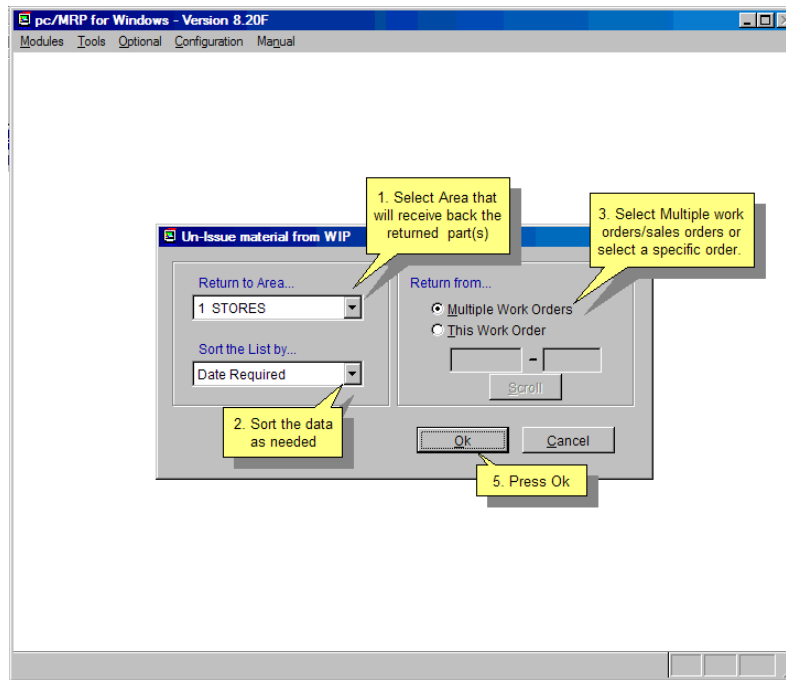 pc/MRP for Windows - Version 8.20F
Modules Tools Optional Configuration Manual
1. Select Area that
will receive back the
returned part(s)
3. Select Multiple work
orders/sales orders or
select a specific order.
Un-Issue material from WIP
Return to Area...
1 STORES
Sort the List by...
Date Required
Return from...
Multiple Work Orders
This Work Order
-
Scroll
2. Sort the data
as needed
Ok
Cancel
5. Press Ok